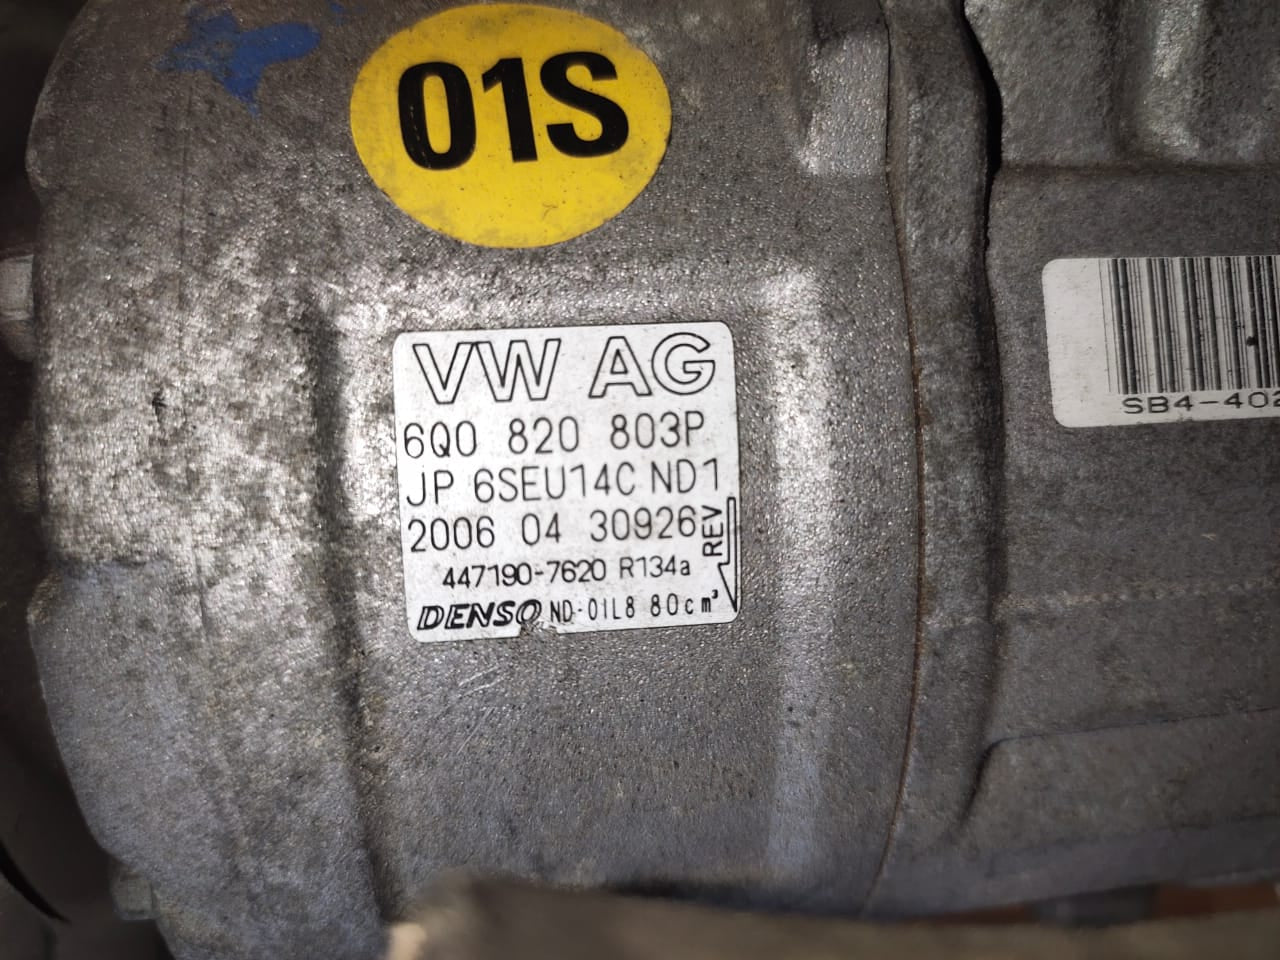 01S
VW AG
6Q0 820 803P
JP 6SEU14C ND1
2006 04 30926
REV
447190-7620 R134a
DENSO ND-OIL8 80cm³
SB4-402